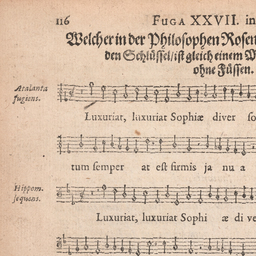 116 FUGA XXVII. in
Welcher in der Philosophen Rosen
den Schlüssel/ ist gleich einem
ohne Füssen.
Atalanta
fugiens.
Luxuriat, luxuriat Sophiæ diver so
tum semper at est firmis ja nu a
Hippom.
sequens.
Luxuriat, luxuriat Sophi æ di ve